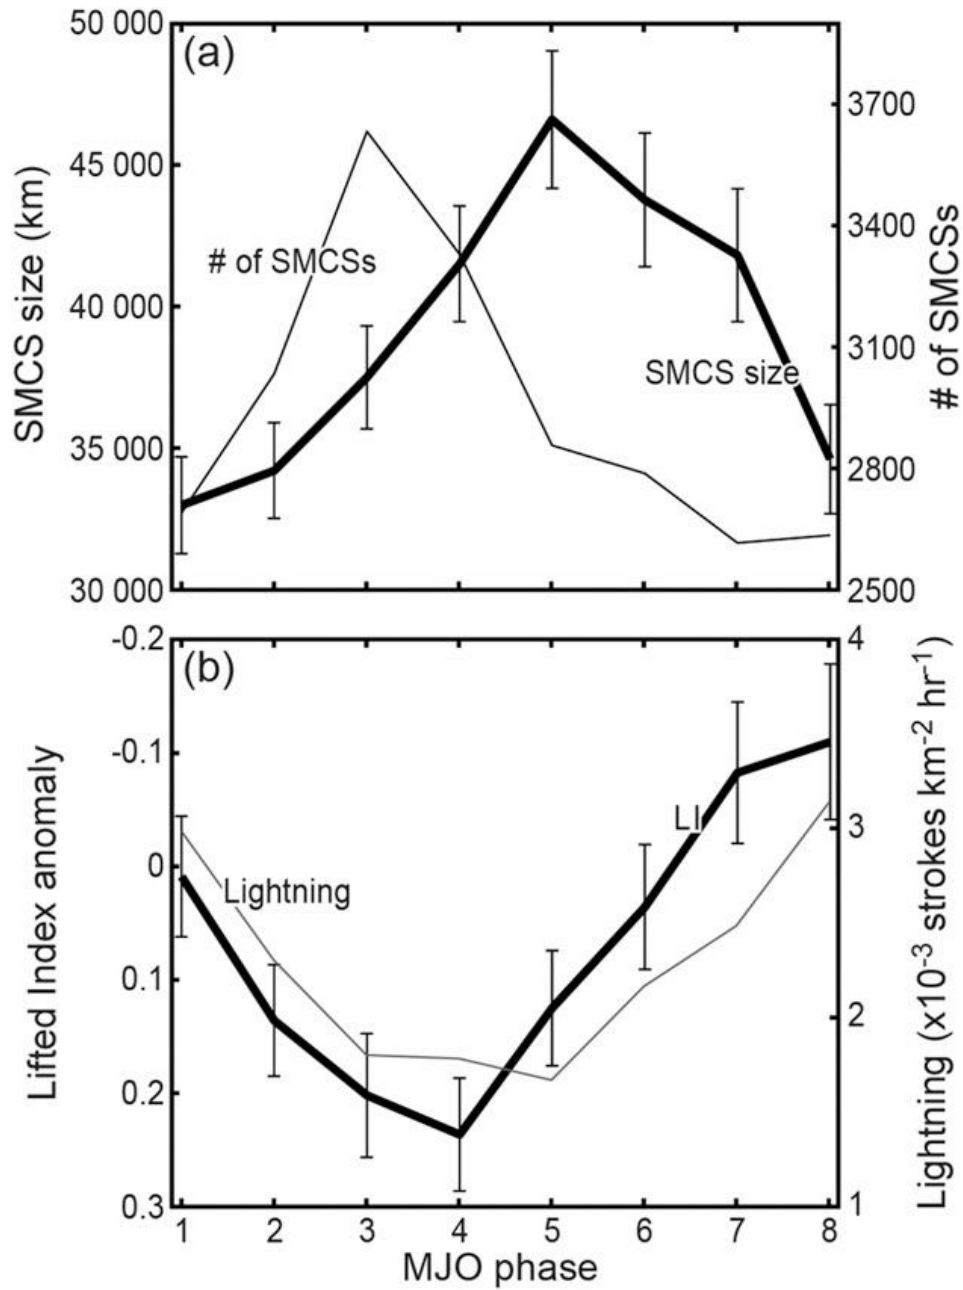 (a)
50 000
45 000
40 000
35 000
30 000
SMCS size (km)
3700
3400
3100
2800
2500
# of SMCSs
# of SMCSs
SMCS size
(b)
-0.2
-0.1
0
0.1
0.2
0.3
Lifted Index anomaly
4
3
2
1
Lightning (x10⁻³ strokes km⁻² hr⁻¹)
Lightning
LI
1 2 3 4 5 6 7 8
MJO phase